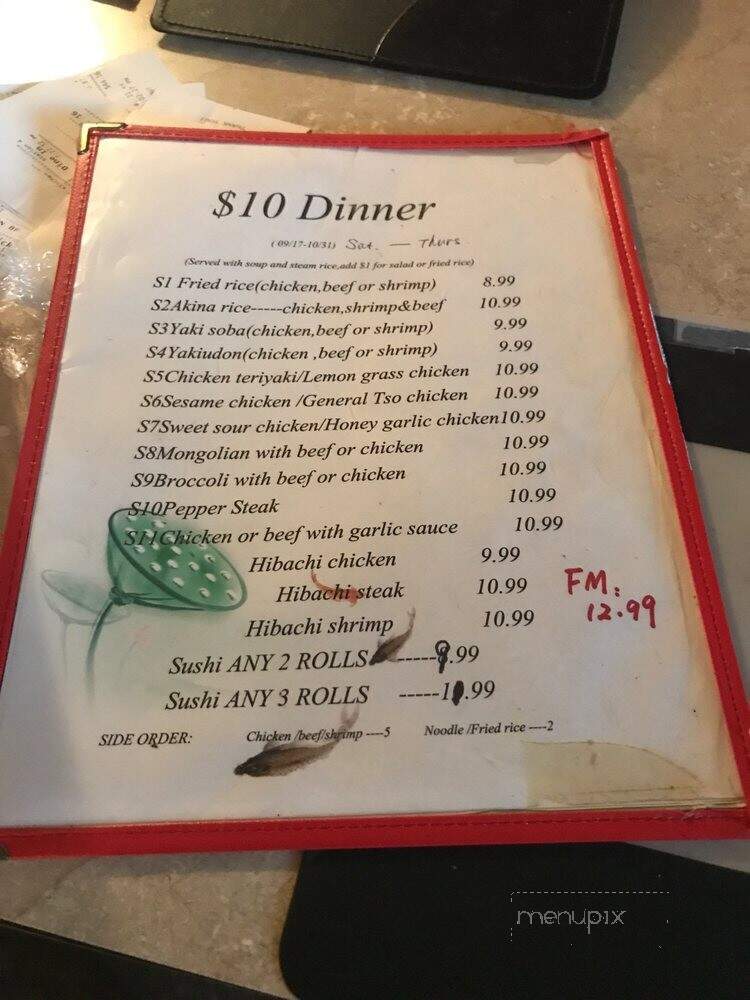 $10 Dinner
(09/17-10/31) Sat. — Thurs
(Served with soup and steam rice,add $1 for salad or fried rice)
S1 Fried rice(chicken,beef or shrimp) 8.99
S2Akina rice-----chicken,shrimp&beef 10.99
S3Yaki soba(chicken,beef or shrimp) 9.99
S4Yakiudon(chicken ,beef or shrimp) 9.99
S5Chicken teriyaki/Lemon grass chicken 10.99
S6Sesame chicken /General Tso chicken 10.99
S7Sweet sour chicken/Honey garlic chicken10.99
S8Mongolian with beef or chicken 10.99
S9Broccoli with beef or chicken 10.99
S10Pepper Steak 10.99
S11Chicken or beef with garlic sauce 10.99
Hibachi chicken 9.99
Hibachi steak 10.99
FM:
12.99
Hibachi shrimp 10.99
Sushi ANY 2 ROLLS -----9.99
Sushi ANY 3 ROLLS
SIDE ORDER: Chicken /beef/shrimp ----5 Noodle /Fried rice ----2
menupix